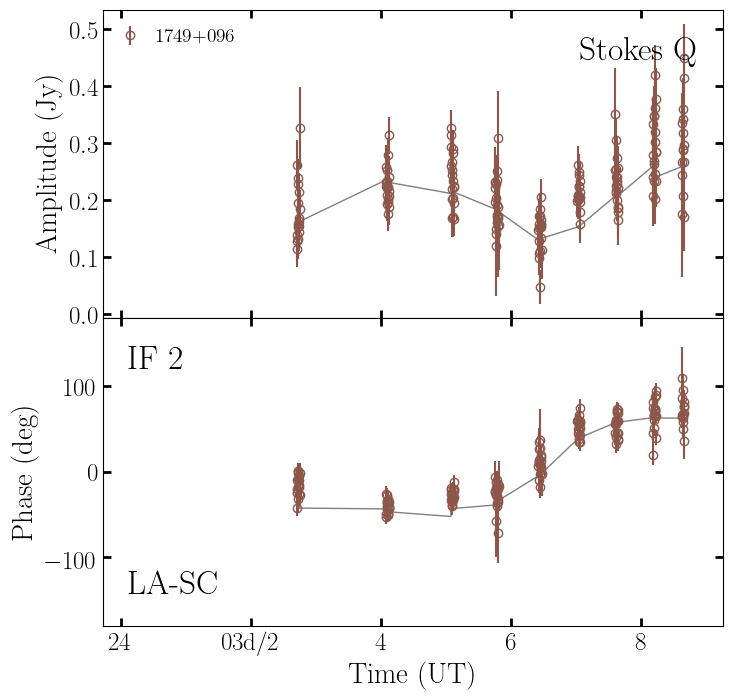 0.5
1749+096
Stokes Q
0.4
0.3
0.2
0.1
0.0
Amplitude (Jy)
IF 2
100
0
−100
Phase (deg)
LA-SC
24 03d/2 4 6 8
Time (UT)